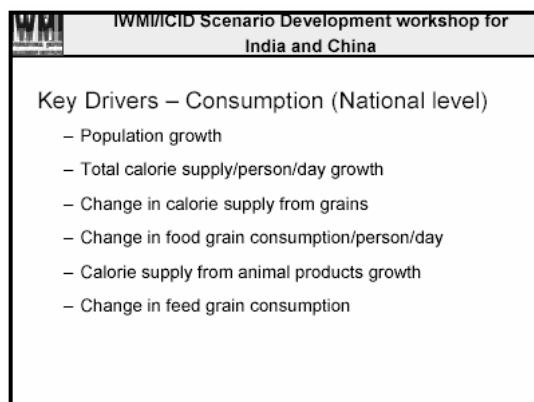 IWMI
IWMI/ICID Scenario Development workshop for
India and China
Key Drivers – Consumption (National level)
– Population growth
– Total calorie supply/person/day growth
– Change in calorie supply from grains
– Change in food grain consumption/person/day
– Calorie supply from animal products growth
– Change in feed grain consumption